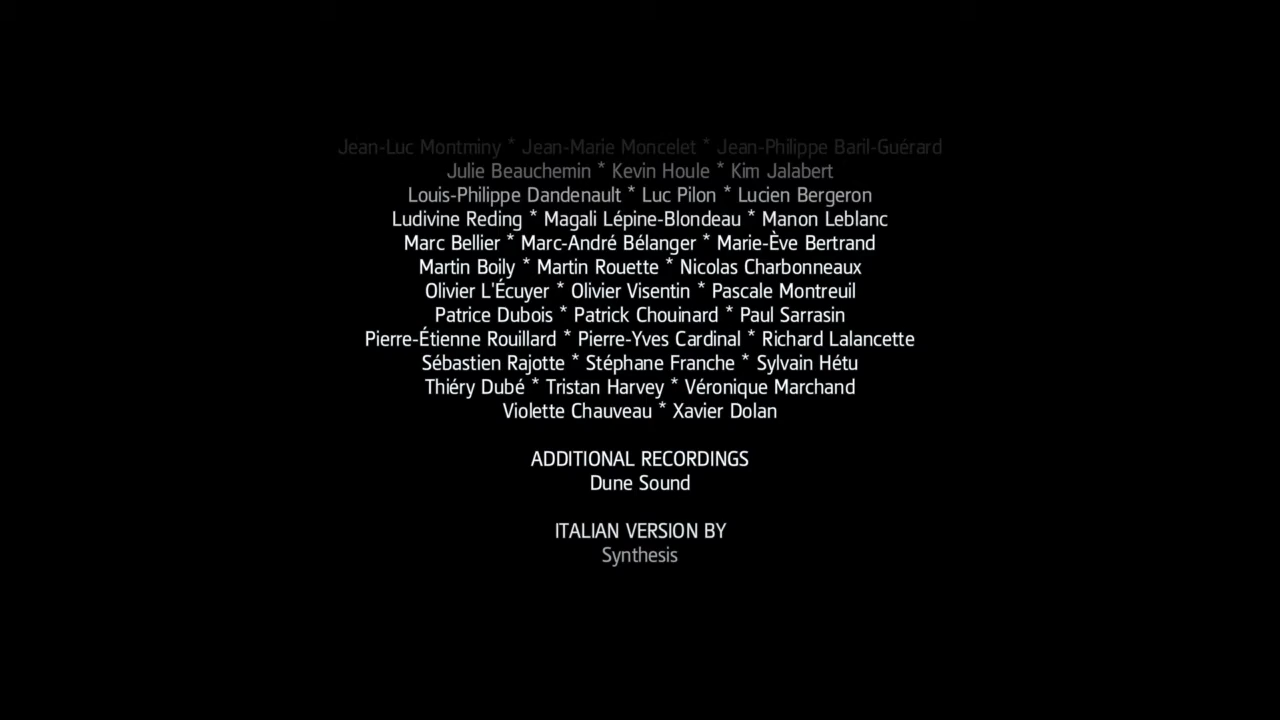 Jean-Luc Montminy * Jean-Marie Moncelet * Jean-Philippe Baril-Guérard
Julie Beauchemin * Kevin Houle * Kim Jalabert
Louis-Philippe Dandenault * Luc Pilon * Lucien Bergeron
Ludivine Reding * Magali Lépine-Blondeau * Manon Leblanc
Marc Bellier * Marc-André Bélanger * Marie-Ève Bertrand
Martin Boily * Martin Rouette * Nicolas Charbonneaux
Olivier L'Écuyer * Olivier Visentin * Pascale Montreuil
Patrice Dubois * Patrick Chouinard * Paul Sarrasin
Pierre-Étienne Rouillard * Pierre-Yves Cardinal * Richard Lalancette
Sébastien Rajotte * Stéphane Franche * Sylvain Hétu
Thiéry Dubé * Tristan Harvey * Véronique Marchand
Violette Chauveau * Xavier Dolan
ADDITIONAL RECORDINGS
Dune Sound
ITALIAN VERSION BY
Synthesis